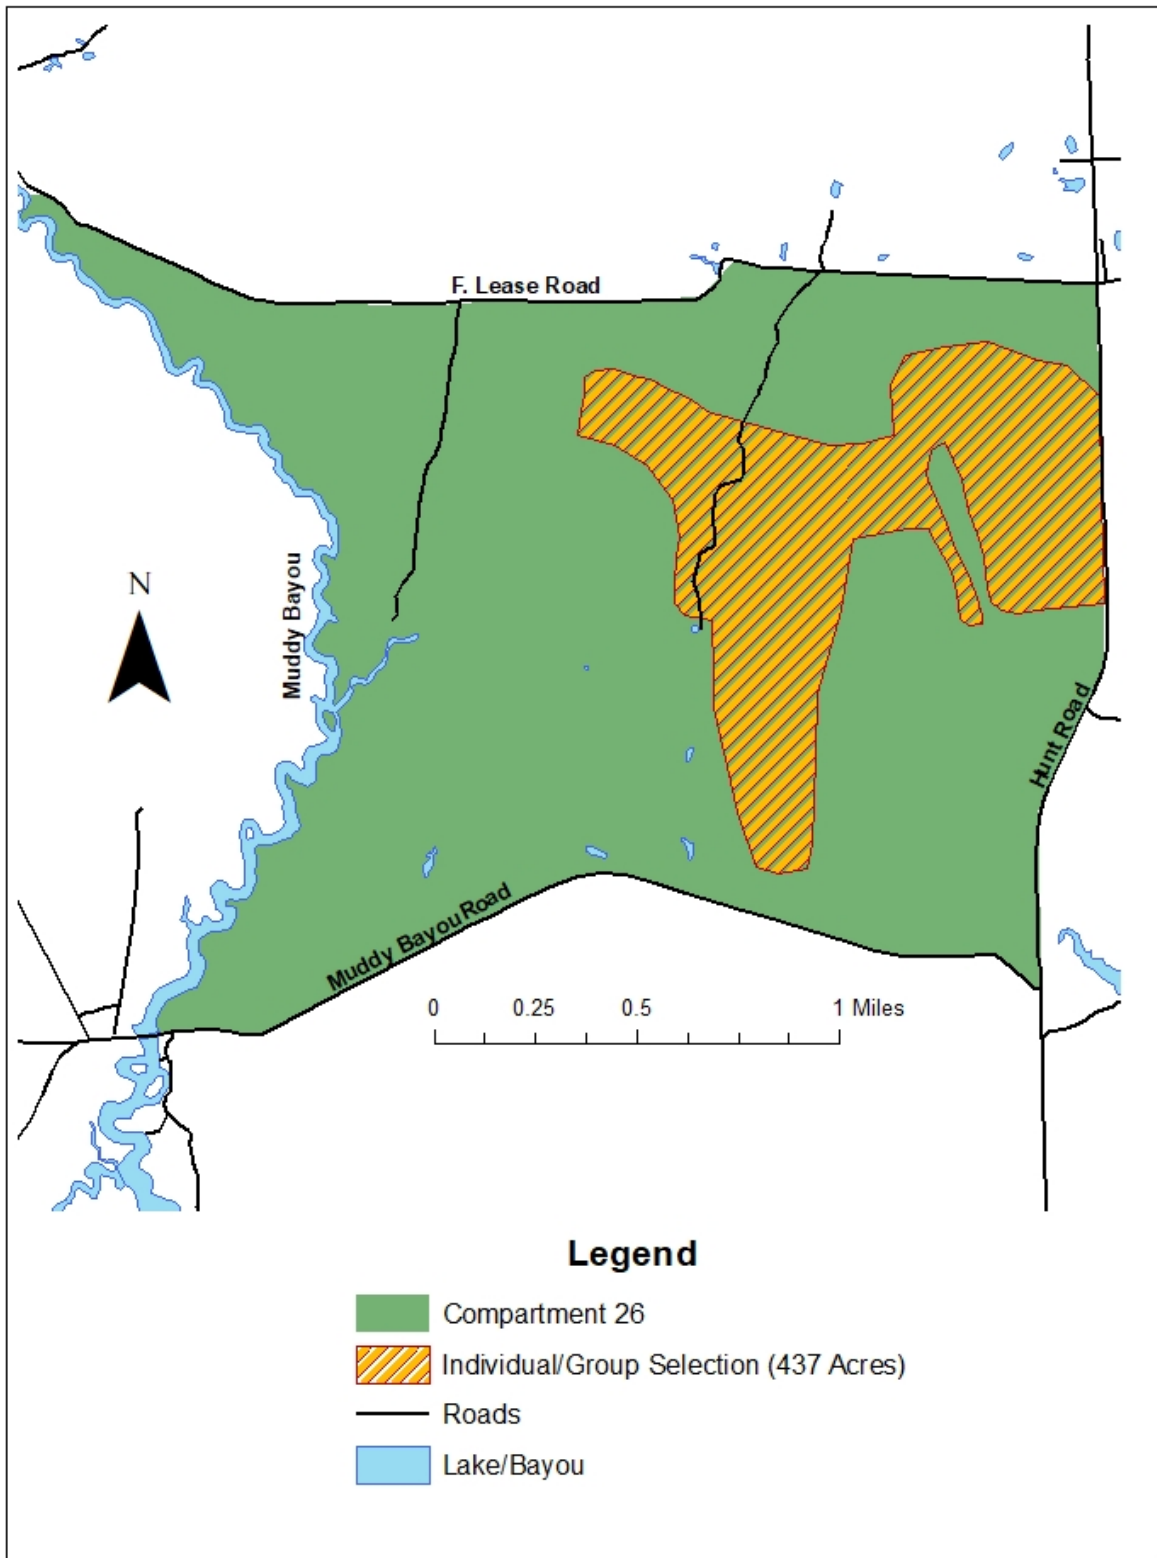 F. Lease Road
Muddy Bayou
N
Hunt Road
Muddy Bayou Road
0 0.25 0.5 1 Miles
Legend
Compartment 26
Individual/Group Selection (437 Acres)
Roads
Lake/Bayou